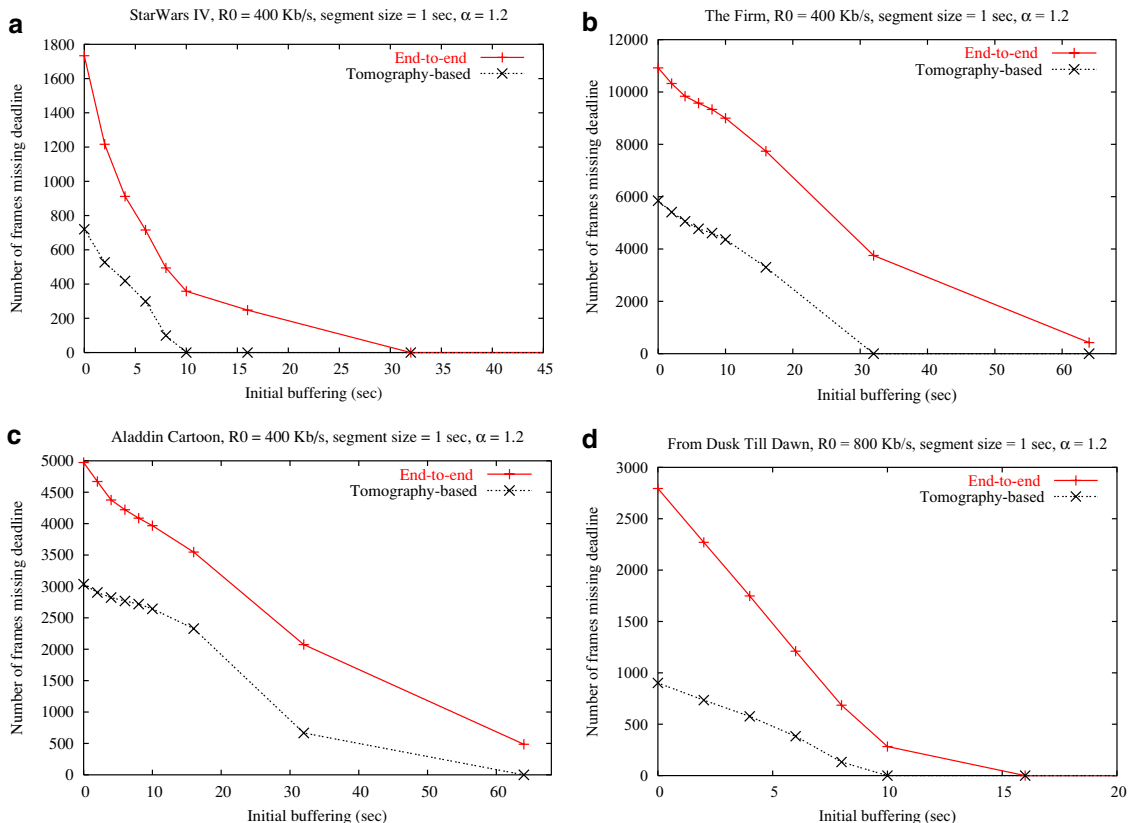 a
StarWars IV, R0 = 400 Kb/s, segment size = 1 sec, α = 1.2
1800
1600
1400
1200
1000
800
600
400
200
0
Number of frames missing deadline
End-to-end
Tomography-based
0 5 10 15 20 25 30 35 40 45
Initial buffering (sec)
b
The Firm, R0 = 400 Kb/s, segment size = 1 sec, α = 1.2
12000
10000
8000
6000
4000
2000
0
Number of frames missing deadline
End-to-end
Tomography-based
0 10 20 30 40 50 60
Initial buffering (sec)
c
Aladdin Cartoon, R0 = 400 Kb/s, segment size = 1 sec, α = 1.2
5000
4500
4000
3500
3000
2500
2000
1500
1000
500
0
Number of frames missing deadline
End-to-end
Tomography-based
0 10 20 30 40 50 60
Initial buffering (sec)
d
From Dusk Till Dawn, R0 = 800 Kb/s, segment size = 1 sec, α = 1.2
3000
2500
2000
1500
1000
500
0
Number of frames missing deadline
End-to-end
Tomography-based
0 5 10 15 20
Initial buffering (sec)